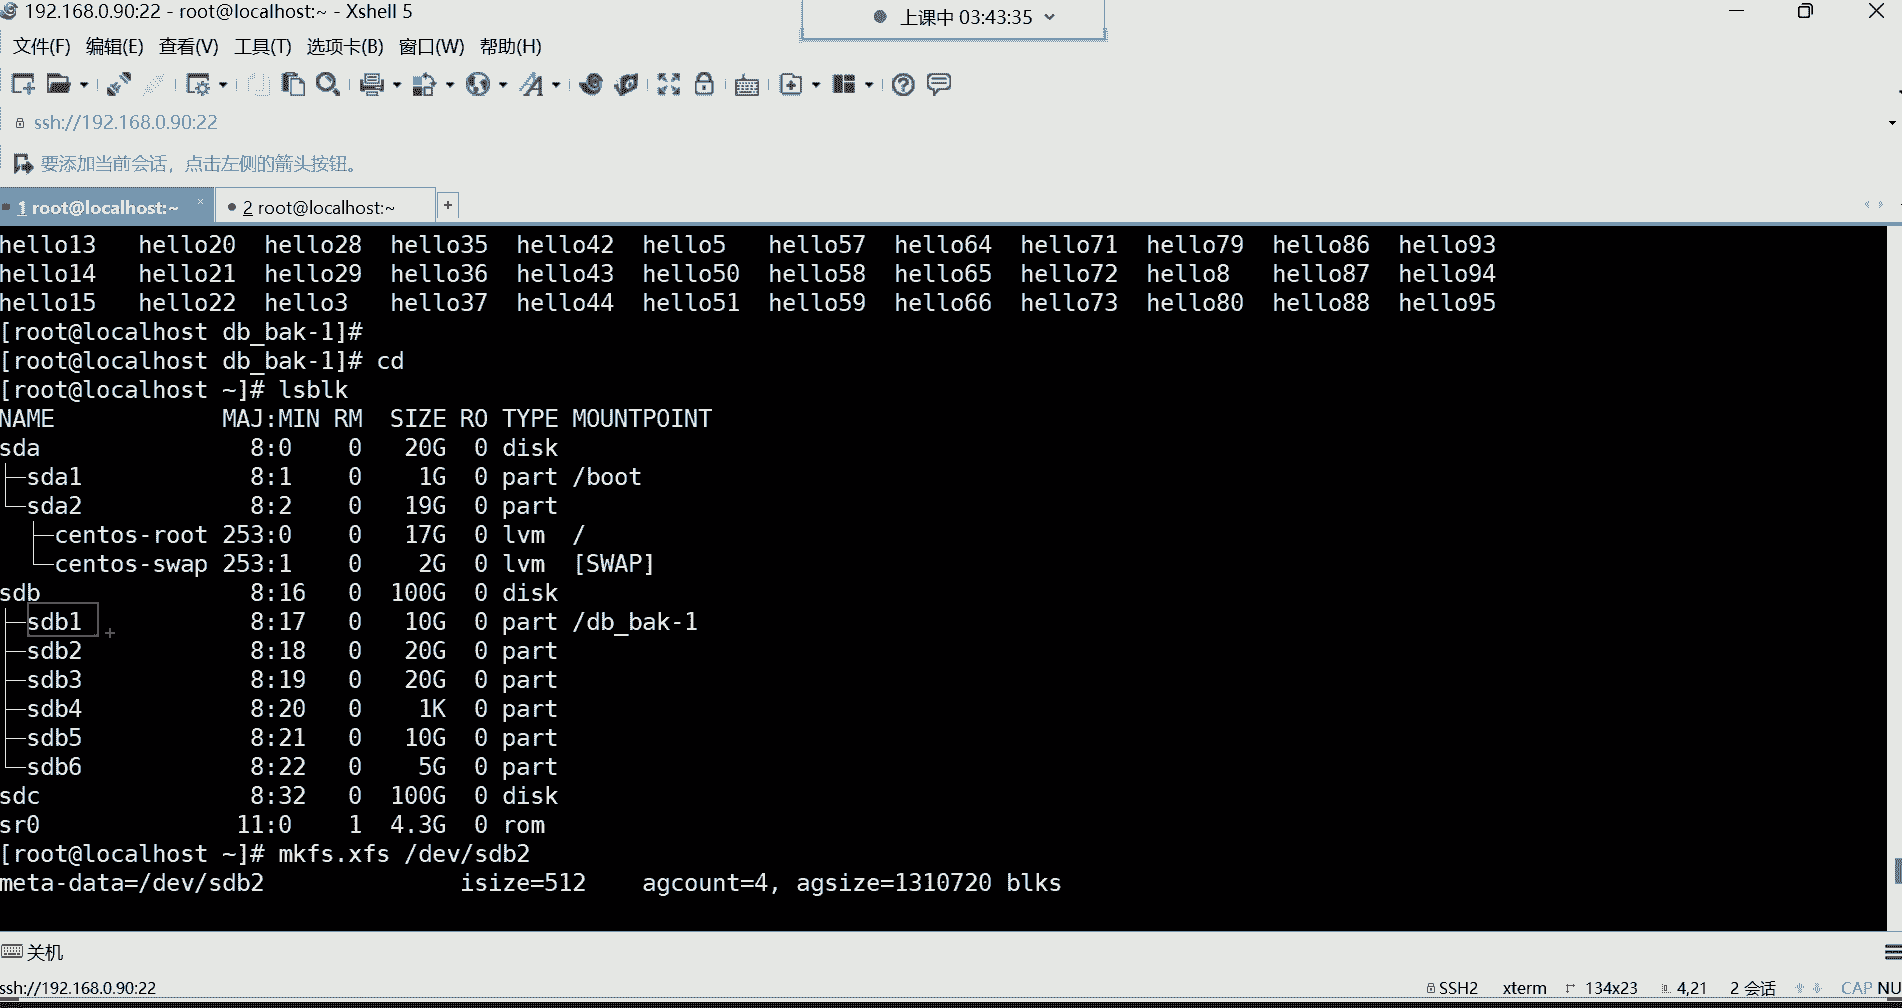 192.168.0.90:22 - root@localhost:~ - Xshell 5
上课中 03:43:35
文件(F) 编辑(E) 查看(V) 工具(T) 选项卡(B) 窗口(W) 帮助(H)
ssh://192.168.0.90:22
要添加当前会话，点击左侧的箭头按钮。
1 root@localhost:~ × 2 root@localhost:~ +
hello13 hello20 hello28 hello35 hello42 hello5 hello57 hello64 hello71 hello79 hello86 hello93
hello14 hello21 hello29 hello36 hello43 hello50 hello58 hello65 hello72 hello8 hello87 hello94
hello15 hello22 hello3 hello37 hello44 hello51 hello59 hello66 hello73 hello80 hello88 hello95
[root@localhost db_bak-1]#
[root@localhost db_bak-1]# cd
[root@localhost ~]# lsblk
NAME MAJ:MIN RM SIZE RO TYPE MOUNTPOINT
sda 8:0 0 20G 0 disk
├─sda1 8:1 0 1G 0 part /boot
└─sda2 8:2 0 19G 0 part
├─centos-root 253:0 0 17G 0 lvm /
└─centos-swap 253:1 0 2G 0 lvm [SWAP]
sdb 8:16 0 100G 0 disk
├─sdb1 8:17 0 10G 0 part /db_bak-1
├─sdb2 8:18 0 20G 0 part
├─sdb3 8:19 0 20G 0 part
├─sdb4 8:20 0 1K 0 part
├─sdb5 8:21 0 10G 0 part
└─sdb6 8:22 0 5G 0 part
sdc 8:32 0 100G 0 disk
sr0 11:0 1 4.3G 0 rom
[root@localhost ~]# mkfs.xfs /dev/sdb2
meta-data=/dev/sdb2 isize=512 agcount=4, agsize=1310720 blks
关机
ssh://192.168.0.90:22 SSH2 xterm 134x23 4,21 2 会话 CAP NU